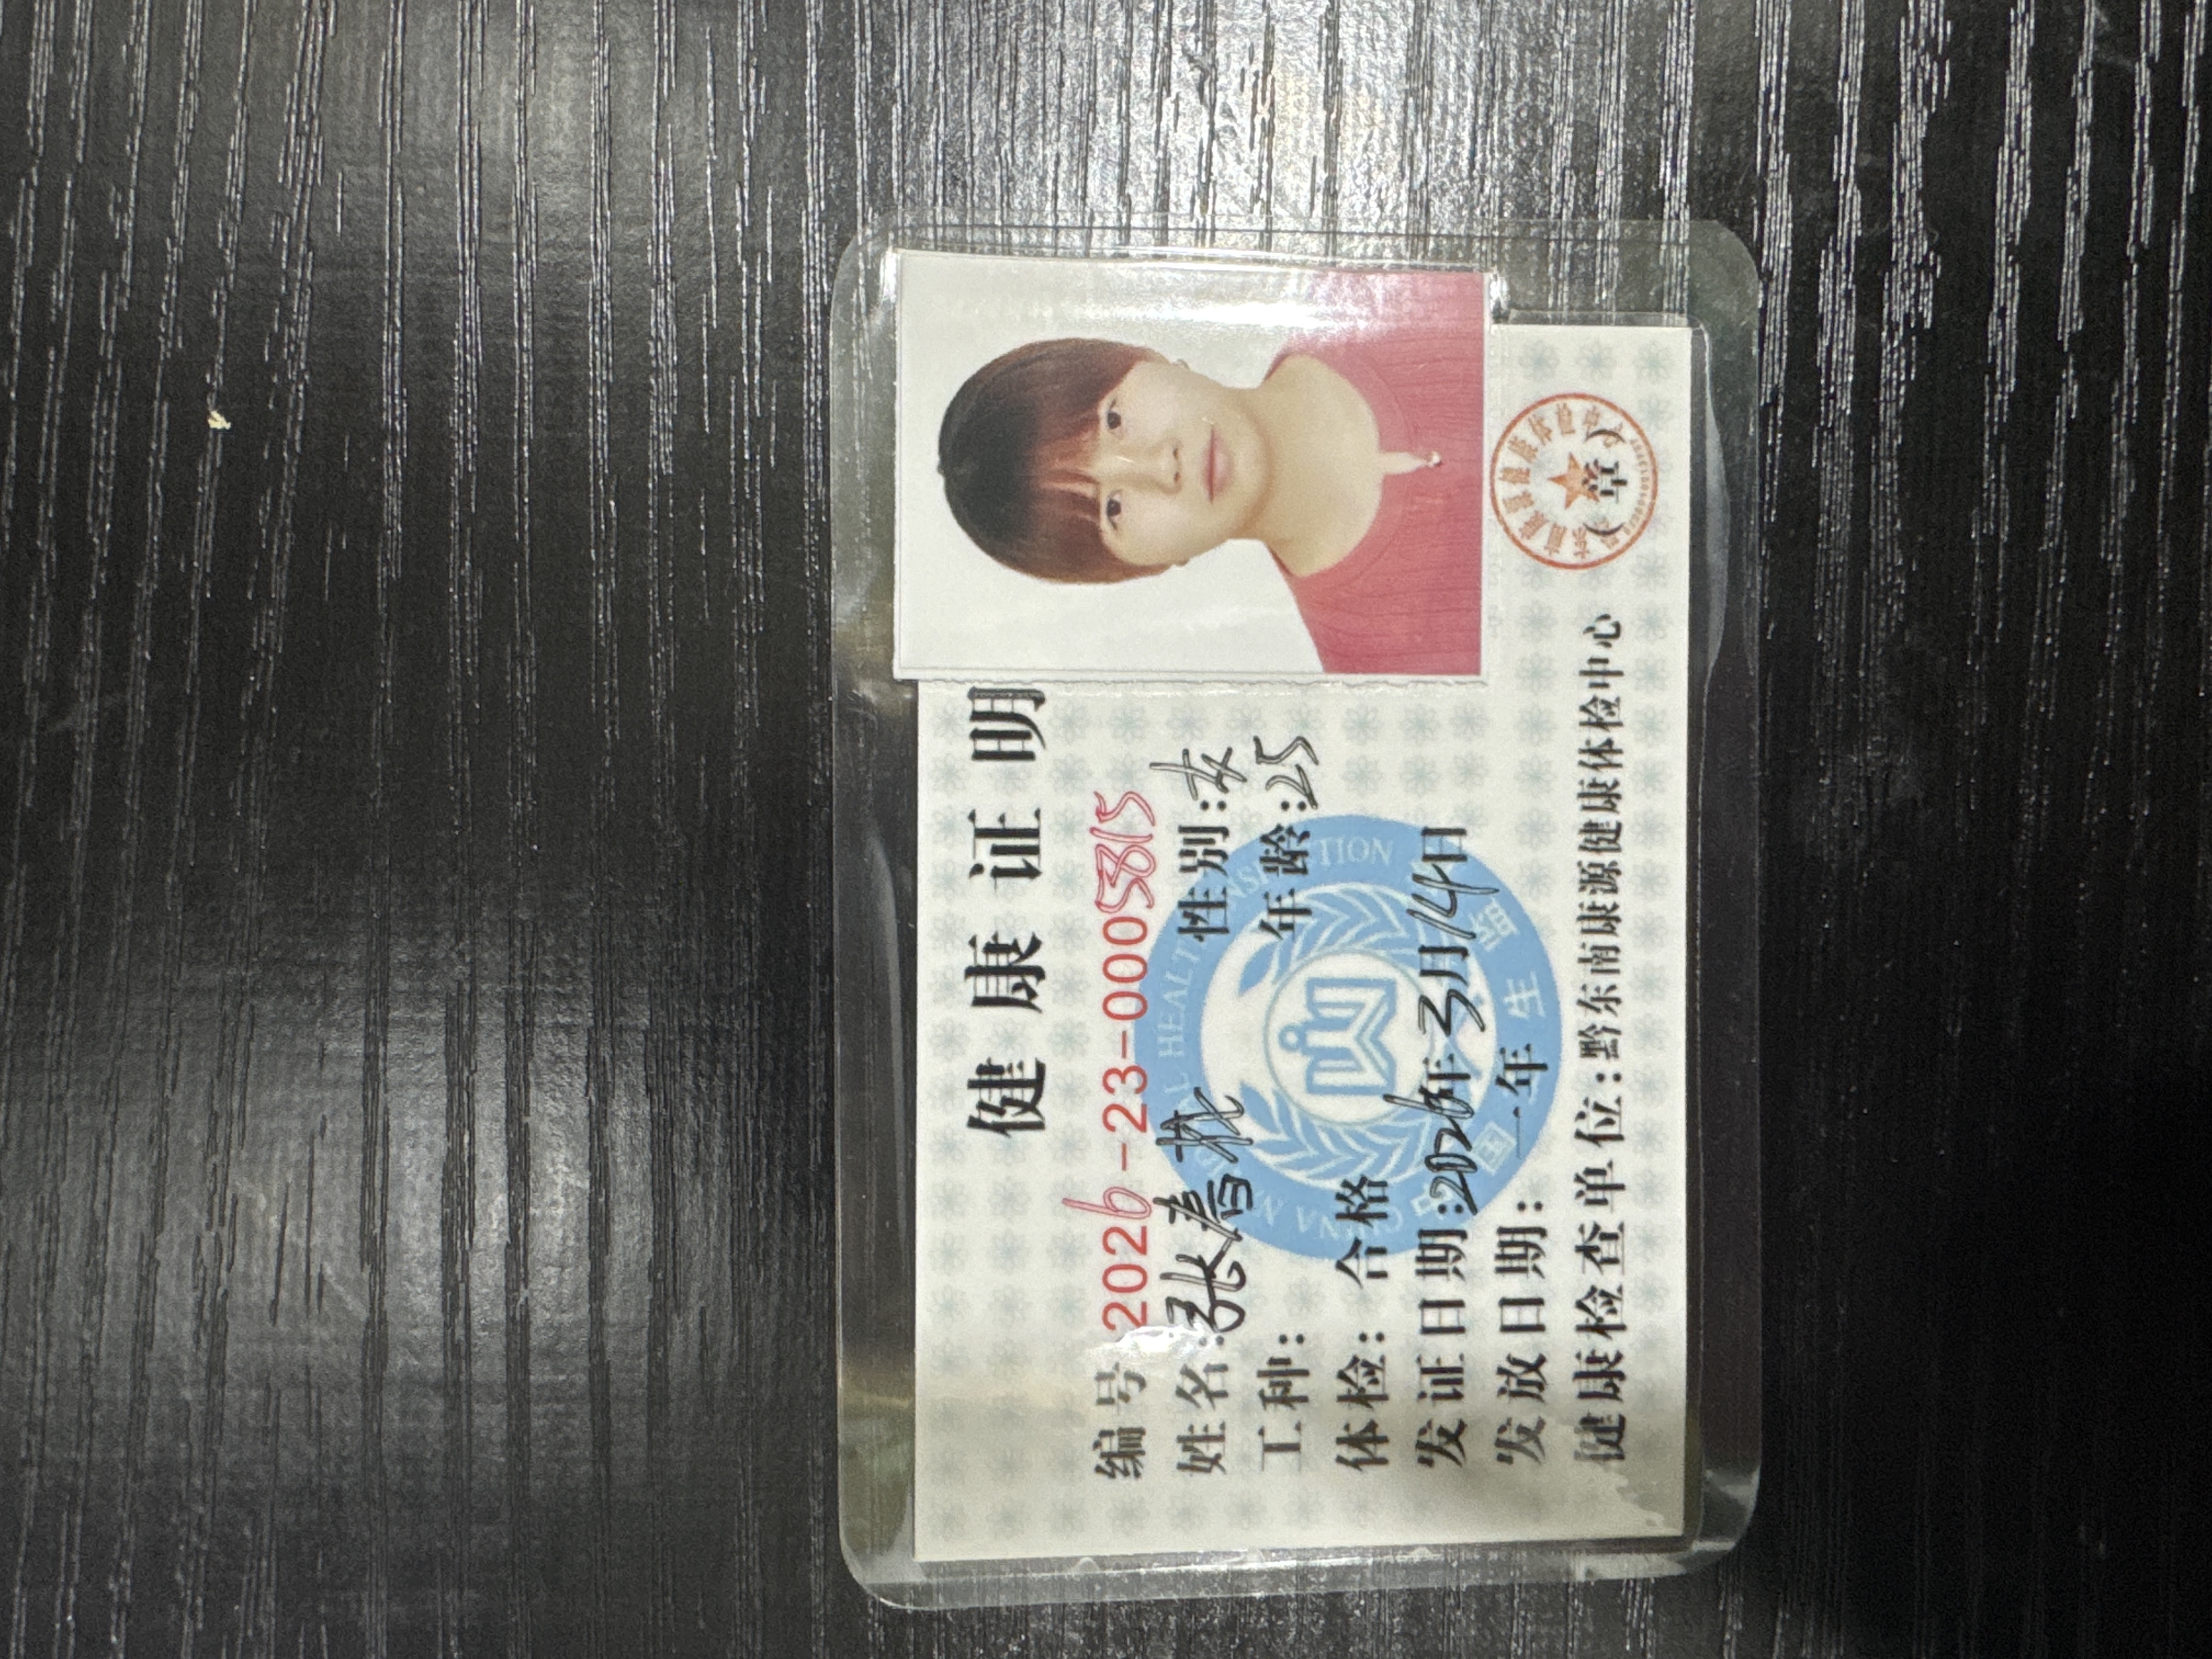 健康证明
编号 2026-23-0005815
姓名: 张春 性别: 女
工种: 年龄: 25
体检: 合格
发证日期: 2026年3月14日
发放日期: 一年
健康检查单位: 黔东南康源健康体检中心
(章)